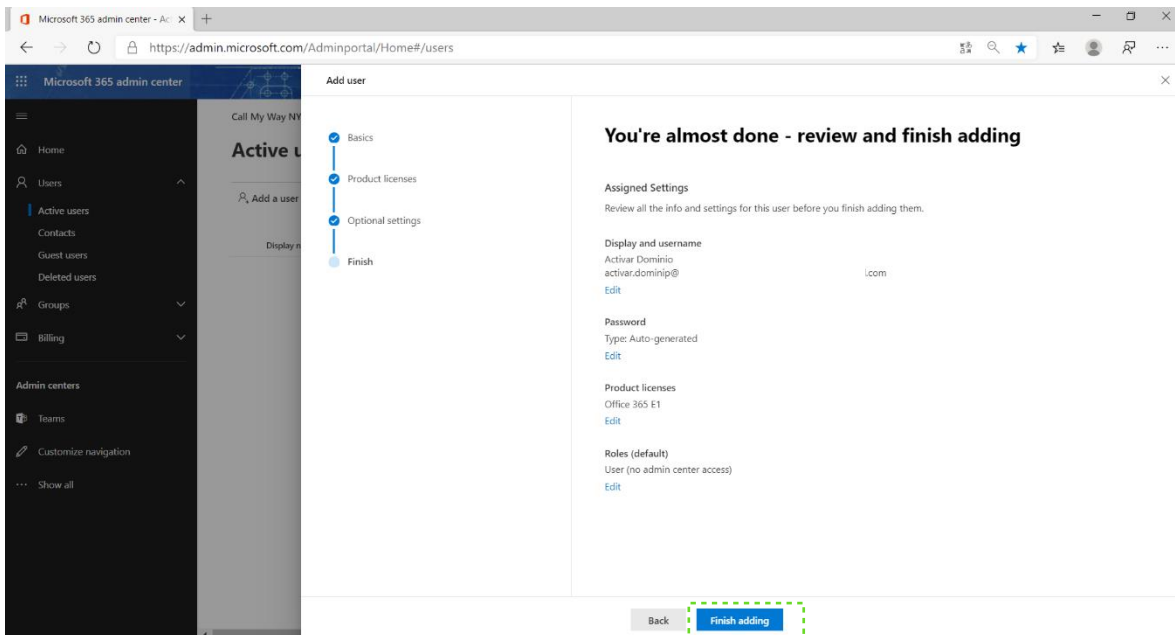 Microsoft 365 admin center - Ac
https://admin.microsoft.com/Adminportal/Home#/users
Microsoft 365 admin center
Home
Users
Active users
Contacts
Guest users
Deleted users
Groups
Billing
Admin centers
Teams
Customize navigation
Show all
Call My Way NY
Active u
Add a user
Display n
Add user
Basics
Product licenses
Optional settings
Finish
You're almost done - review and finish adding
Assigned Settings
Review all the info and settings for this user before you finish adding them.
Display and username
Activar Dominio
activar.dominip@ .com
Edit
Password
Type: Auto-generated
Edit
Product licenses
Office 365 E1
Edit
Roles (default)
User (no admin center access)
Edit
Back
Finish adding